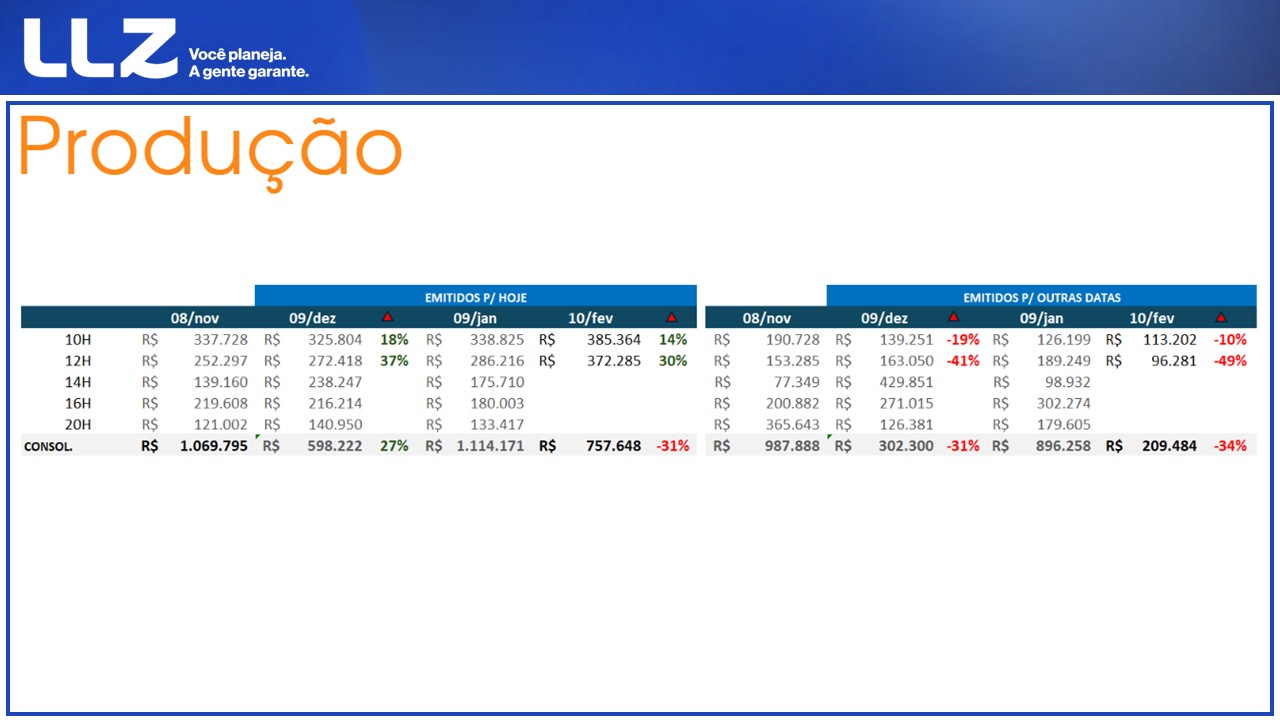 LLZ
Você planeja.
A gente garante.
Produção
EMITIDOS P/ HOJE EMITIDOS P/ OUTRAS DATAS
08/nov 09/dez 09/jan 10/fev 08/nov 09/dez 09/jan 10/fev
10H R$ 337.728 R$ 325.804 18% R$ 338.825 R$ 385.364 14% R$ 190.728 R$ 139.251 -19% R$ 126.199 R$ 113.202 -10%
12H R$ 252.297 R$ 272.418 37% R$ 286.216 R$ 372.285 30% R$ 153.285 R$ 163.050 -41% R$ 189.249 R$ 96.281 -49%
14H R$ 139.160 R$ 238.247 R$ 175.710 R$ 77.349 R$ 429.851 R$ 98.932
16H R$ 219.608 R$ 216.214 R$ 180.003 R$ 200.882 R$ 271.015 R$ 302.274
20H R$ 121.002 R$ 140.950 R$ 133.417 R$ 365.643 R$ 126.381 R$ 179.605
CONSOL. R$ 1.069.795 R$ 598.222 27% R$ 1.114.171 R$ 757.648 -31% R$ 987.888 R$ 302.300 -31% R$ 896.258 R$ 209.484 -34%